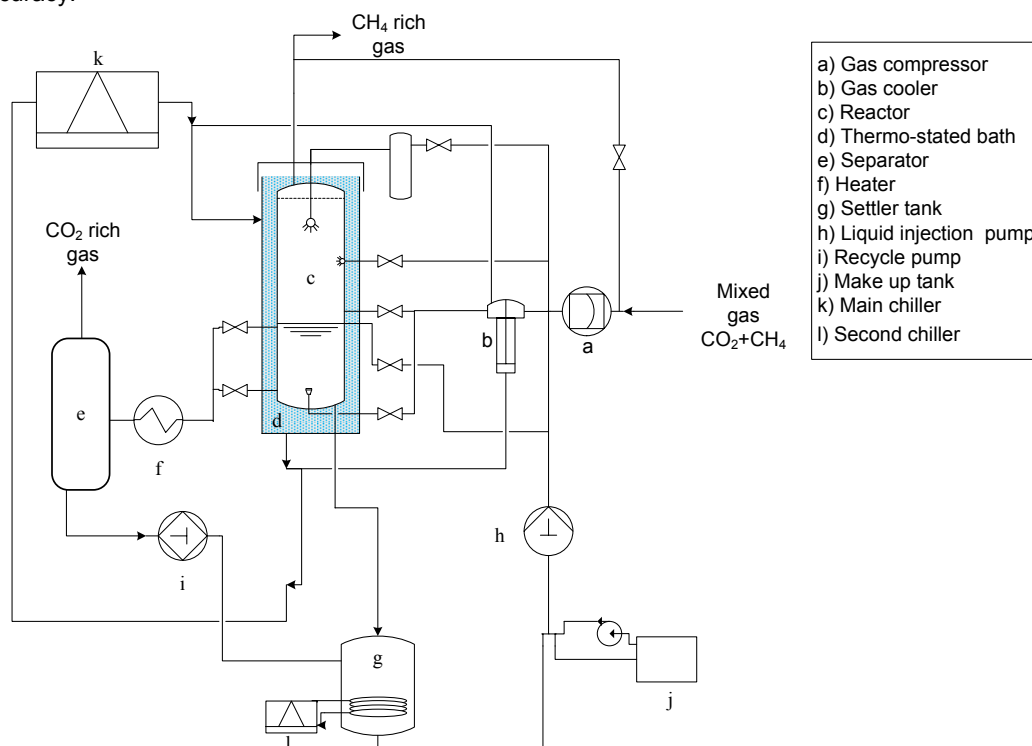 CH₄ rich
gas
k
a) Gas compressor
b) Gas cooler
c) Reactor
d) Thermo-stated bath
e) Separator
f) Heater
g) Settler tank
h) Liquid injection pump
i) Recycle pump
j) Make up tank
k) Main chiller
l) Second chiller
CO₂ rich
gas
c
Mixed
gas
CO₂+CH₄
b
a
e
d
f
h
i
g
j
l